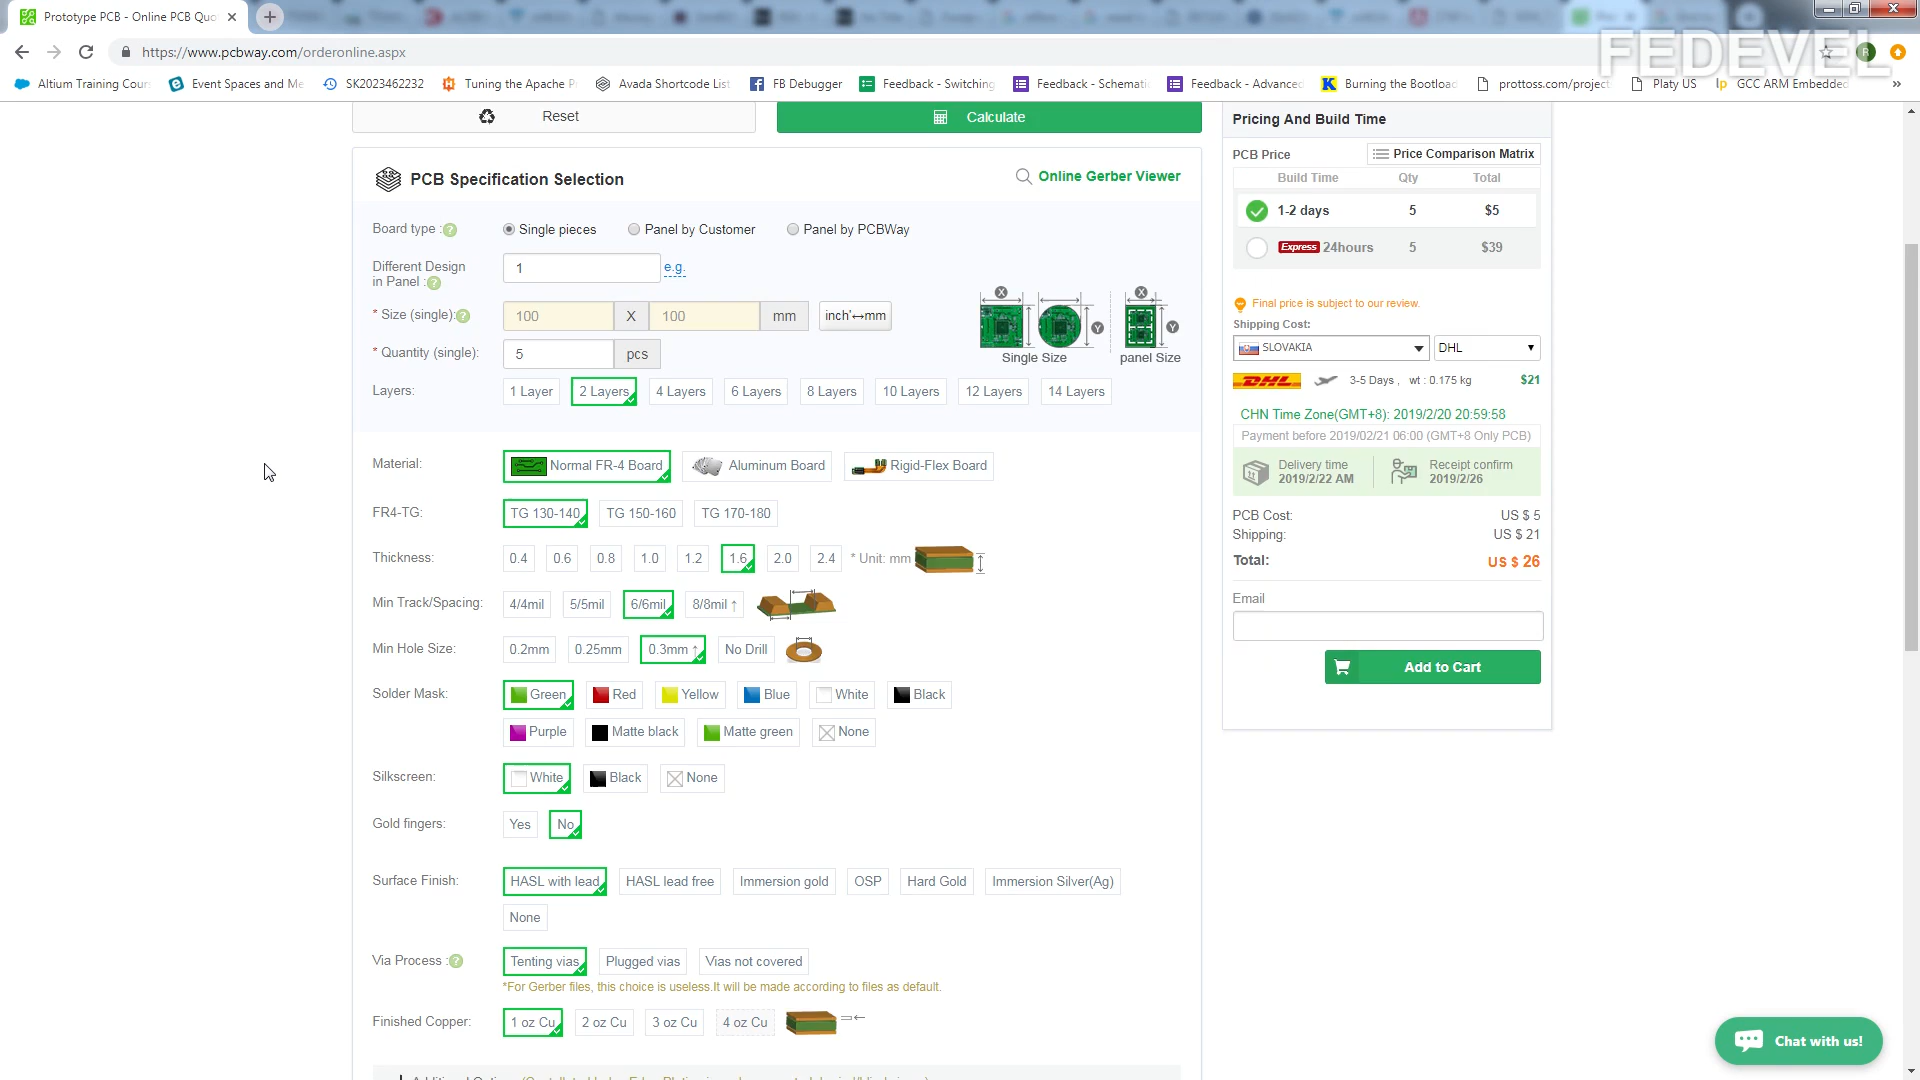 Prototype PCB - Online PCB Quo
https://www.pcbway.com/orderonline.aspx
FEDEVEL
Altium Training Cour
Event Spaces and Me
SK2023462232
Tuning the Apache P
Avada Shortcode List
FB Debugger
Feedback - Switching
Feedback - Schemati
Feedback - Advanced
Burning the Bootload
prottoss.com/project
Platy US
GCC ARM Embedded
Reset
Calculate
PCB Specification Selection
Online Gerber Viewer
Board type :
Single pieces
Panel by Customer
Panel by PCBWay
Different Design
in Panel :
1
e.g.
* Size (single):
100 X 100 mm
inch'↔mm
* Quantity (single):
5 pcs
X
Y
Single Size
X
Y
panel Size
Layers:
1 Layer
2 Layers
4 Layers
6 Layers
8 Layers
10 Layers
12 Layers
14 Layers
Material:
Normal FR-4 Board
Aluminum Board
Rigid-Flex Board
FR4-TG:
TG 130-140
TG 150-160
TG 170-180
Thickness:
0.4
0.6
0.8
1.0
1.2
1.6
2.0
2.4
* Unit: mm
Min Track/Spacing:
4/4mil
5/5mil
6/6mil
8/8mil ↑
Min Hole Size:
0.2mm
0.25mm
0.3mm ↑
No Drill
Solder Mask:
Green
Red
Yellow
Blue
White
Black
Purple
Matte black
Matte green
None
Silkscreen:
White
Black
None
Gold fingers:
Yes
No
Surface Finish:
HASL with lead
HASL lead free
Immersion gold
OSP
Hard Gold
Immersion Silver(Ag)
None
Via Process :
Tenting vias
Plugged vias
Vias not covered
*For Gerber files, this choice is useless.It will be made according to files as default.
Finished Copper:
1 oz Cu
2 oz Cu
3 oz Cu
4 oz Cu
Pricing And Build Time
PCB Price
Price Comparison Matrix
Build Time Qty Total
1-2 days 5 $5
Express 24hours 5 $39
Final price is subject to our review.
Shipping Cost:
SLOVAKIA
DHL
DHL 3-5 Days , wt : 0.175 kg $21
CHN Time Zone(GMT+8): 2019/2/20 20:59:58
Payment before 2019/02/21 06:00 (GMT+8 Only PCB)
Delivery time
2019/2/22 AM
Receipt confirm
2019/2/26
PCB Cost: US $ 5
Shipping: US $ 21
Total: US $ 26
Email
Add to Cart
Chat with us!